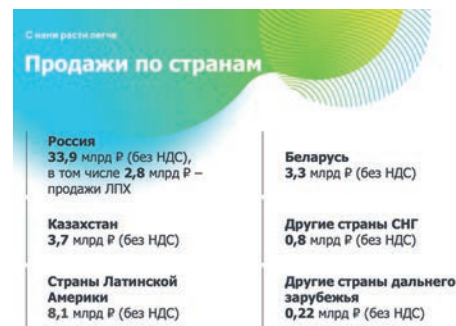 С нами расти легче
Продажи по странам
Россия
33,9 млрд ₽ (без НДС),
в том числе 2,8 млрд ₽ –
продажи ЛПХ
Казахстан
3,7 млрд ₽ (без НДС)
Страны Латинской
Америки
8,1 млрд ₽ (без НДС)
Беларусь
3,3 млрд ₽ (без НДС)
Другие страны СНГ
0,8 млрд ₽ (без НДС)
Другие страны дальнего
зарубежья
0,22 млрд ₽ (без НДС)